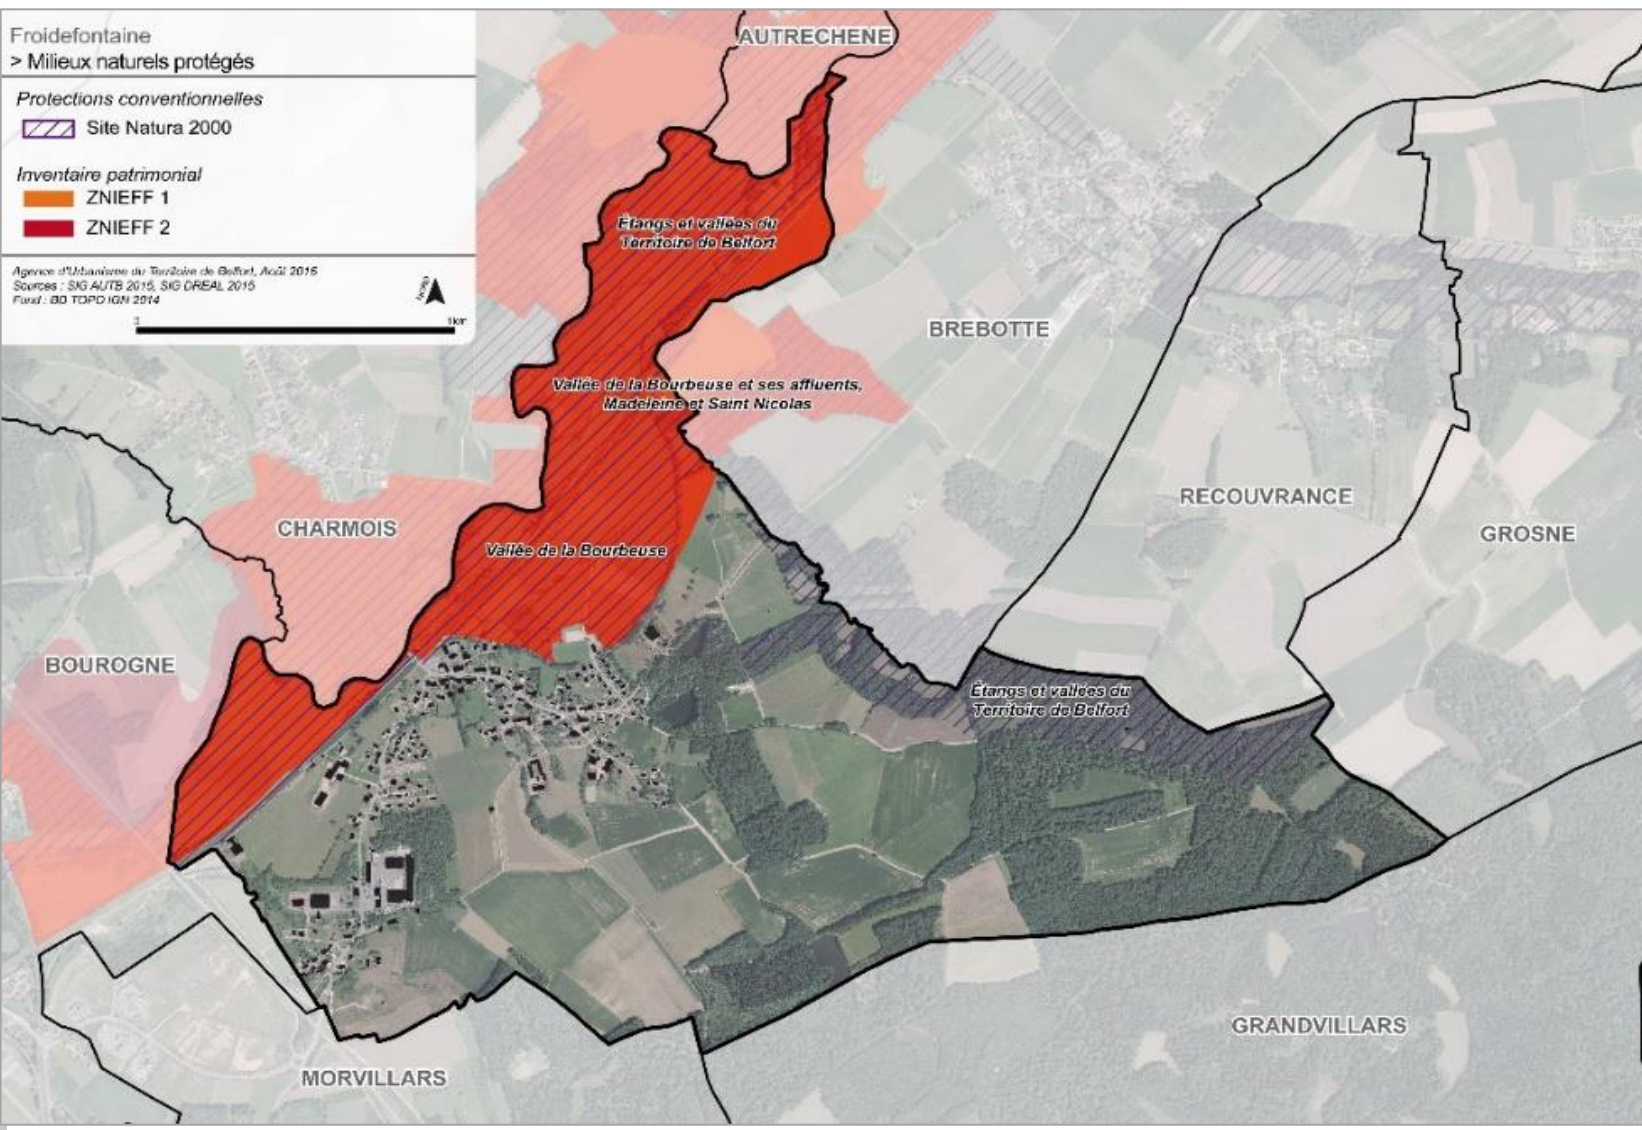 Froidefontaine
> Milieux naturels protégés
Protections conventionnelles
Site Natura 2000
Inventaire patrimonial
ZNIEFF 1
ZNIEFF 2
Agence d'Urbanisme du Territoire de Belfort, Août 2016
Sources : SIG AUTB 2015, SIG DREAL 2015
Fond : BD TOPO IGN 2014
1km
AUTRECHENE
Étangs et vallées du
Territoire de Belfort
BREBOTTE
Vallée de la Bourbeuse et ses affluents,
Madeleine et Saint Nicolas
RECOUVRANCE
CHARMOIS
GROSNE
Vallée de la Bourbeuse
BOUROGNE
Étangs et vallées du
Territoire de Belfort
GRANDVILLARS
MORVILLARS